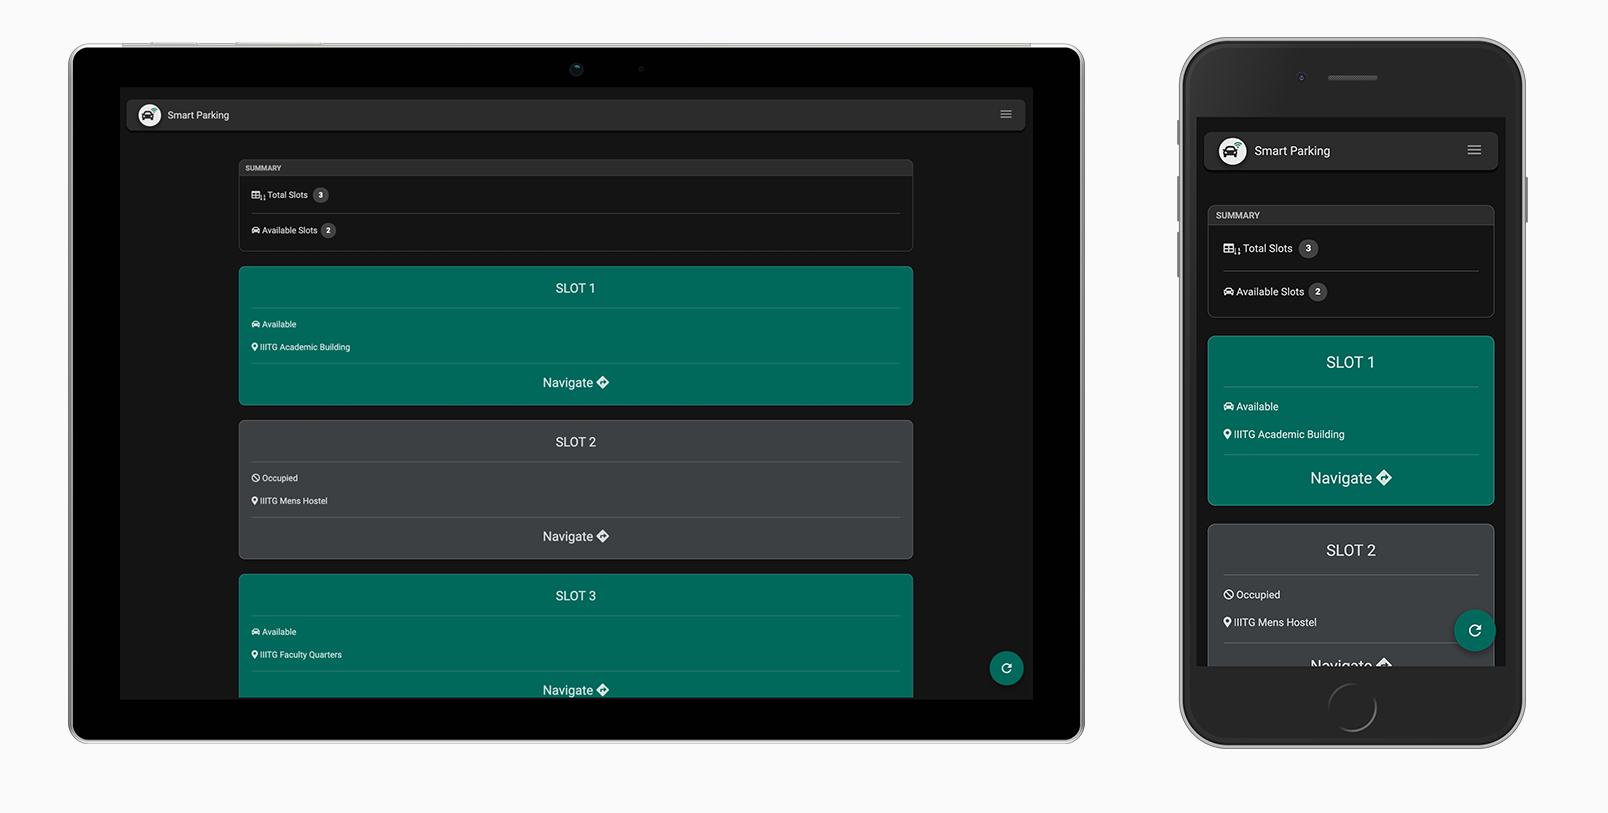 Smart Parking
SUMMARY
Total Slots 3
Available Slots 2
SLOT 1
Available
IIITG Academic Building
Navigate
SLOT 2
Occupied
IIITG Mens Hostel
Navigate
SLOT 3
Available
IIITG Faculty Quarters
Navigate
Smart Parking
SUMMARY
Total Slots 3
Available Slots 2
SLOT 1
Available
IIITG Academic Building
Navigate
SLOT 2
Occupied
IIITG Mens Hostel
Navigate